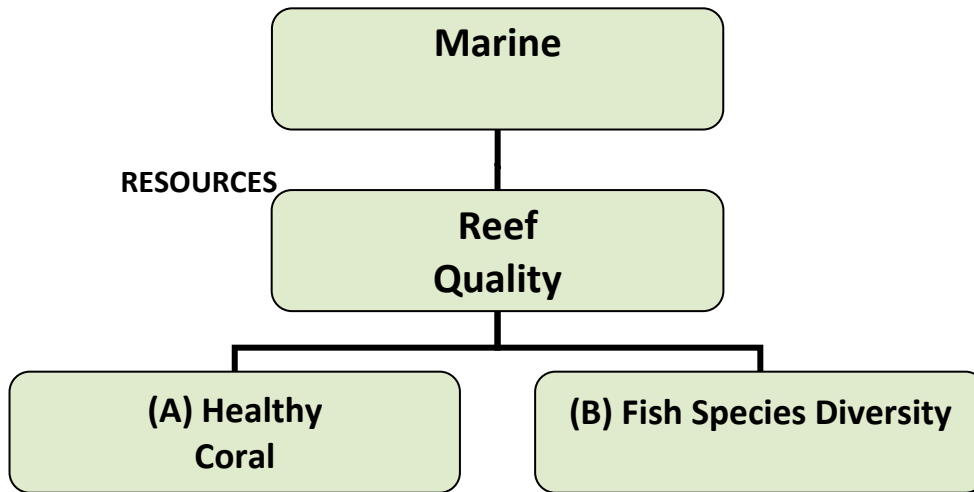 Marine
RESOURCES
Reef
Quality
(A) Healthy
Coral
(B) Fish Species Diversity